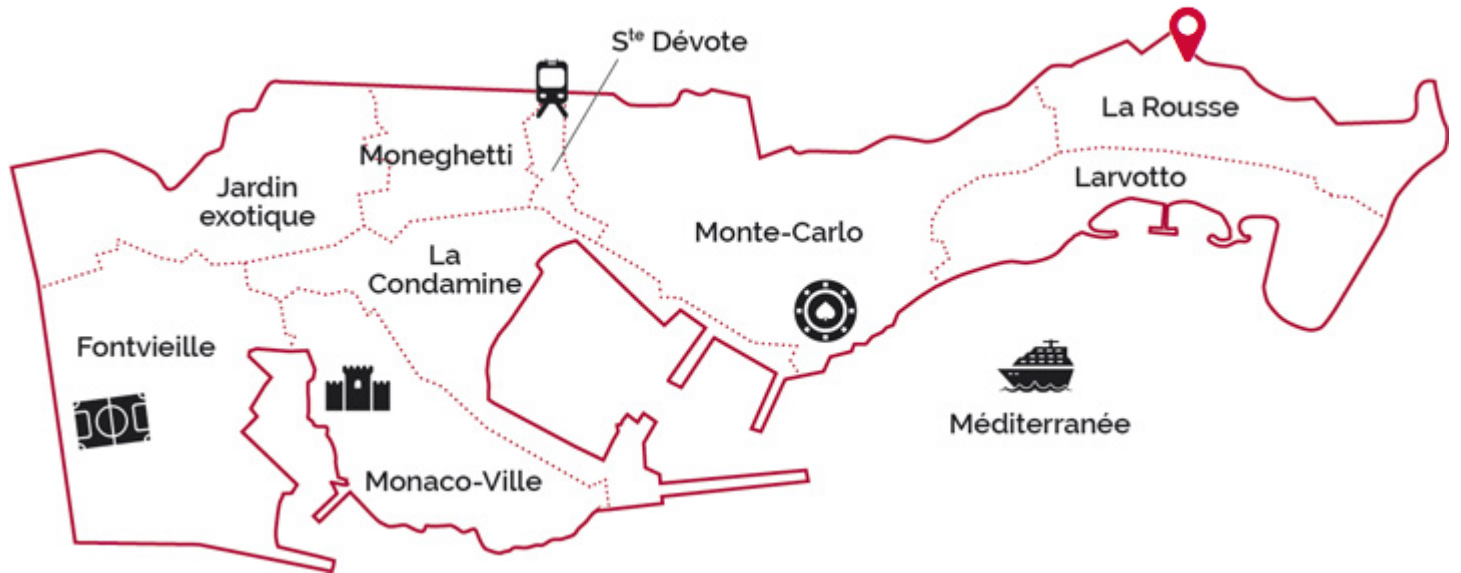 Sᵗᵉ Dévote
La Rousse
Moneghetti
Larvotto
Jardin
exotique
Monte-Carlo
La
Condamine
Fontvieille
Méditerranée
Monaco-Ville